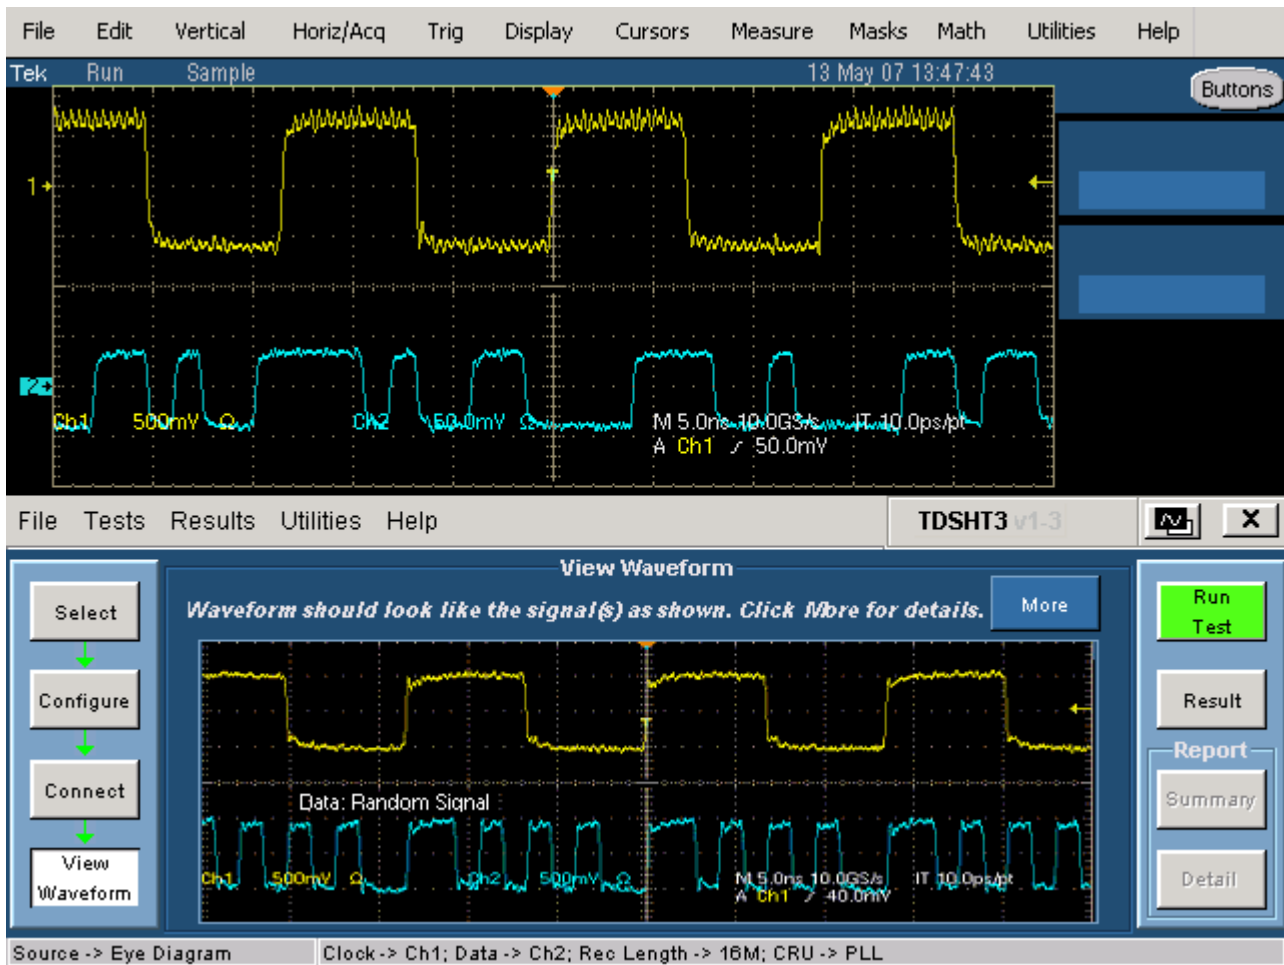 File Edit Vertical Horiz/Acq Trig Display Cursors Measure Masks Math Utilities Help
Tek Run Sample 13 May 07 13:47:43
Buttons
1
2
Ch1 500mV Ω Ch2 50.0mV Ω M 5.0ns 10.0GS/s IT 10.0ps/pt
A Ch1 / 50.0mV
File Tests Results Utilities Help TDSHT3 v1-3 X
View Waveform
Waveform should look like the signal(s) as shown. Click More for details. More
Select
Configure
Connect
View
Waveform
Data: Random Signal
Ch1 500mV Ω Ch2 500mV Ω M 5.0ns 10.0GS/s IT 10.0ps/pt
A Ch1 / 40.0mV
Run
Test
Result
Report
Summary
Detail
Source -> Eye Diagram Clock -> Ch1; Data -> Ch2; Rec Length -> 16M; CRU -> PLL